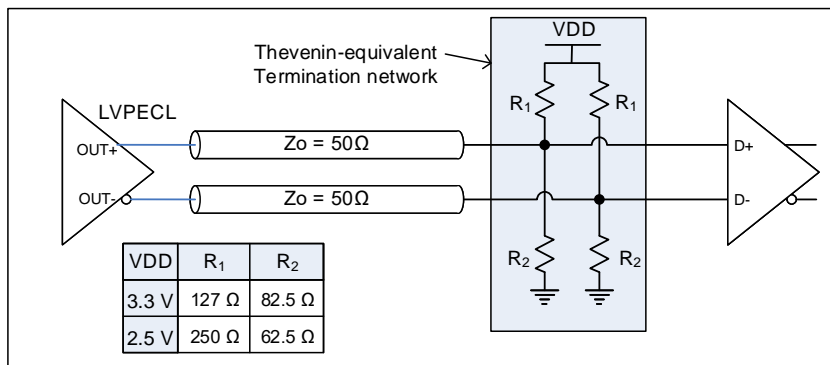 Thevenin-equivalent
Termination network
VDD
R1 R1
LVPECL
OUT+ Zo = 50Ω D+
OUT- Zo = 50Ω D-
R2 R2
VDD R1 R2
3.3 V 127 Ω 82.5 Ω
2.5 V 250 Ω 62.5 Ω